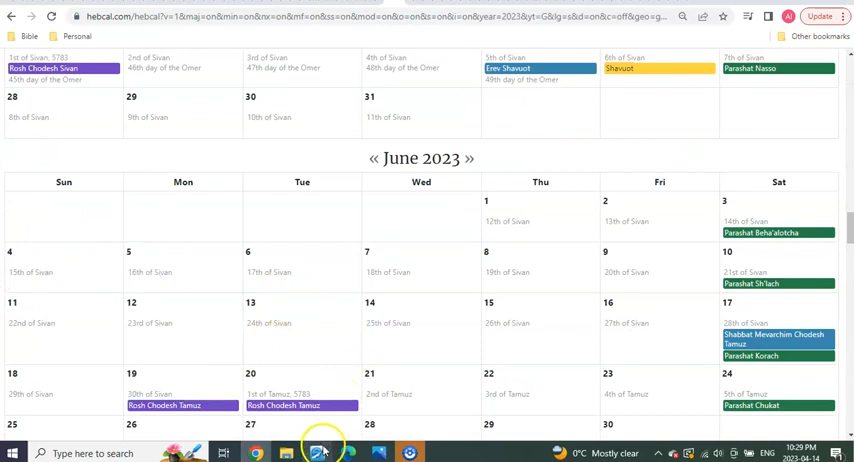 hebcal.com/hebcal?v=1&maj=on&min=on&nx=on&mf=on&ss=on&mod=on&o=on&s=on&i=on&year=2023&yt=G&lg=s&d=on&c=off&geo=g...
Update
Bible Personal Other bookmarks
1st of Sivan, 5783 2nd of Sivan 3rd of Sivan 4th of Sivan 5th of Sivan 6th of Sivan 7th of Sivan
Rosh Chodesh Sivan 46th day of the Omer 47th day of the Omer 48th day of the Omer Erev Shavuot Shavuot Parashat Nasso
45th day of the Omer 49th day of the Omer
28 29 30 31
8th of Sivan 9th of Sivan 10th of Sivan 11th of Sivan
« June 2023 »
Sun Mon Tue Wed Thu Fri Sat
1 2 3
12th of Sivan 13th of Sivan 14th of Sivan
Parashat Beha'alotcha
4 5 6 7 8 9 10
15th of Sivan 16th of Sivan 17th of Sivan 18th of Sivan 19th of Sivan 20th of Sivan 21st of Sivan
Parashat Sh'lach
11 12 13 14 15 16 17
22nd of Sivan 23rd of Sivan 24th of Sivan 25th of Sivan 26th of Sivan 27th of Sivan 28th of Sivan
Shabbat Mevarchim Chodesh
Tamuz
Parashat Korach
18 19 20 21 22 23 24
29th of Sivan 30th of Sivan 1st of Tamuz, 5783 2nd of Tamuz 3rd of Tamuz 4th of Tamuz 5th of Tamuz
Rosh Chodesh Tamuz Rosh Chodesh Tamuz Parashat Chukat
25 26 27 28 29 30
Type here to search
0°C Mostly clear
ENG
10:29 PM
2023-04-14